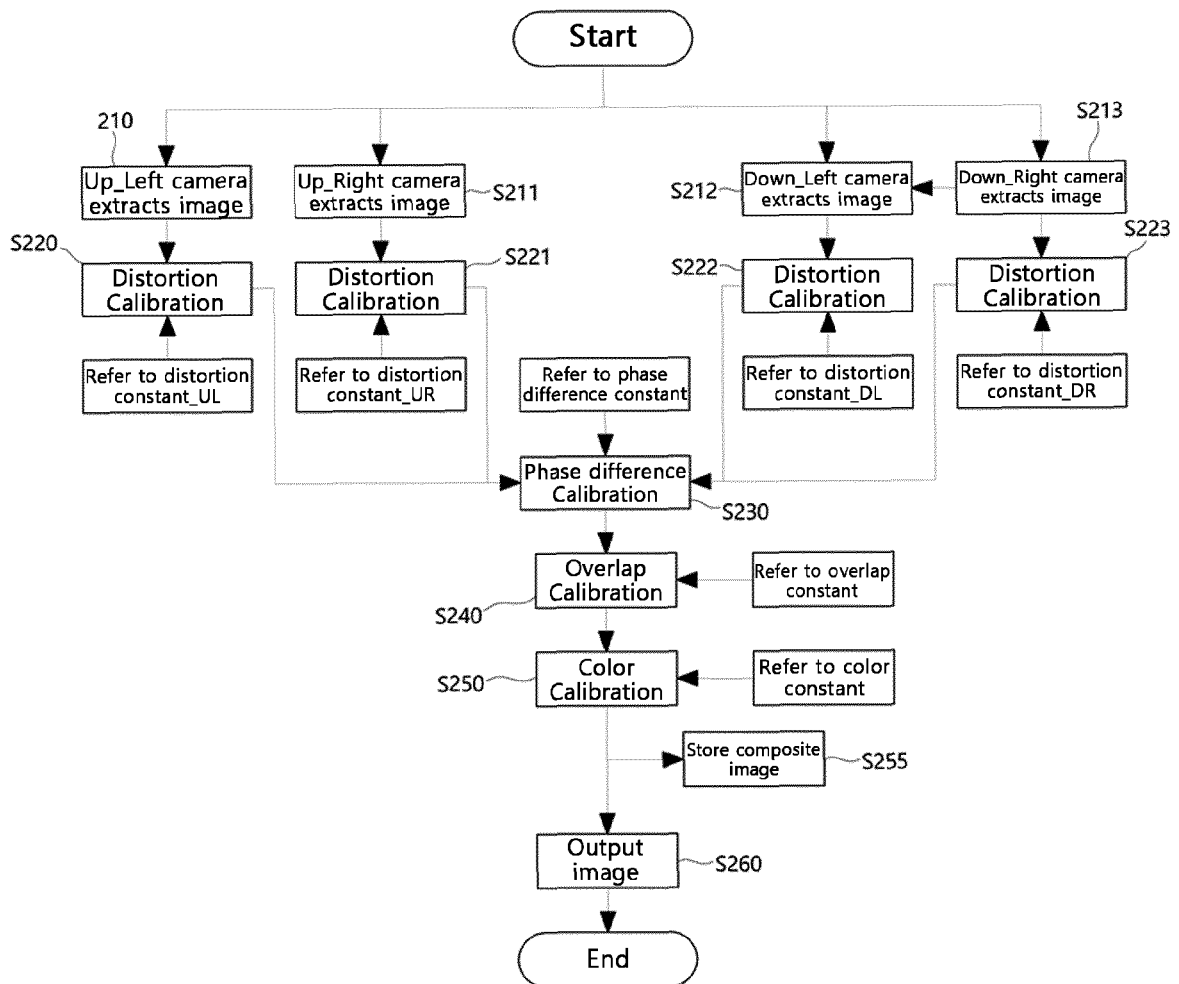 Start
210
S213
Up_Left camera
extracts image
Up_Right camera
extracts image
S211
S212
Down_Left camera
extracts image
Down_Right camera
extracts image
S220
Distortion
Calibration
Distortion
Calibration
S221
S222
Distortion
Calibration
Distortion
Calibration
S223
Refer to distortion
constant_UL
Refer to distortion
constant_UR
Refer to phase
difference constant
Refer to distortion
constant_DL
Refer to distortion
constant_DR
Phase difference
Calibration
S230
Overlap
Calibration
S240
Refer to overlap
constant
Color
Calibration
S250
Refer to color
constant
Store composite
image
S255
Output
image
S260
End